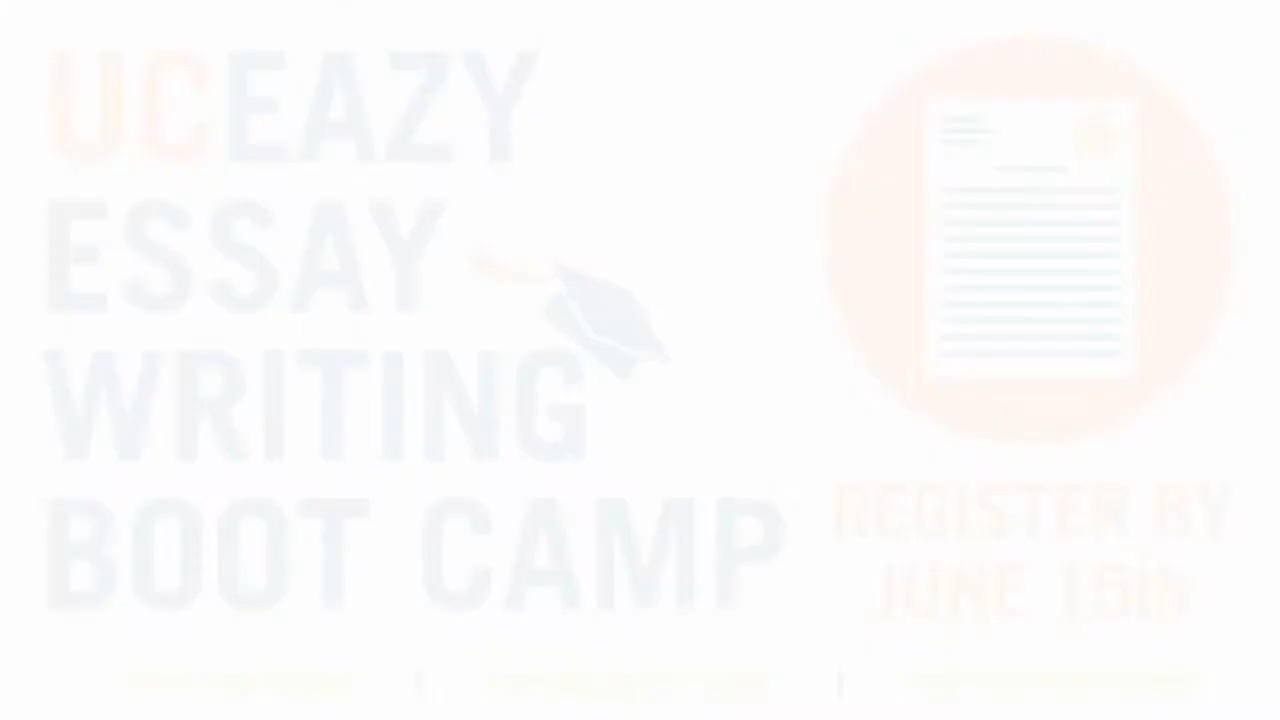 UCEAZY
ESSAY
WRITING
BOOT CAMP
REGISTER BY
JUNE 15th